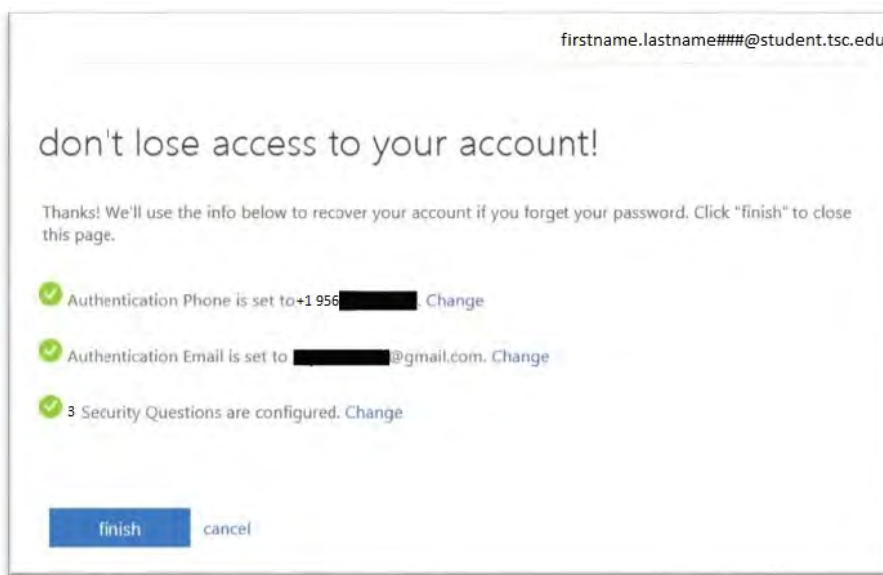 firstname.lastname###@student.tsc.edu
don't lose access to your account!
Thanks! We'll use the info below to recover your account if you forget your password. Click "finish" to close
this page.
Authentication Phone is set to +1 956 . Change
Authentication Email is set to @gmail.com. Change
3 Security Questions are configured. Change
finish cancel